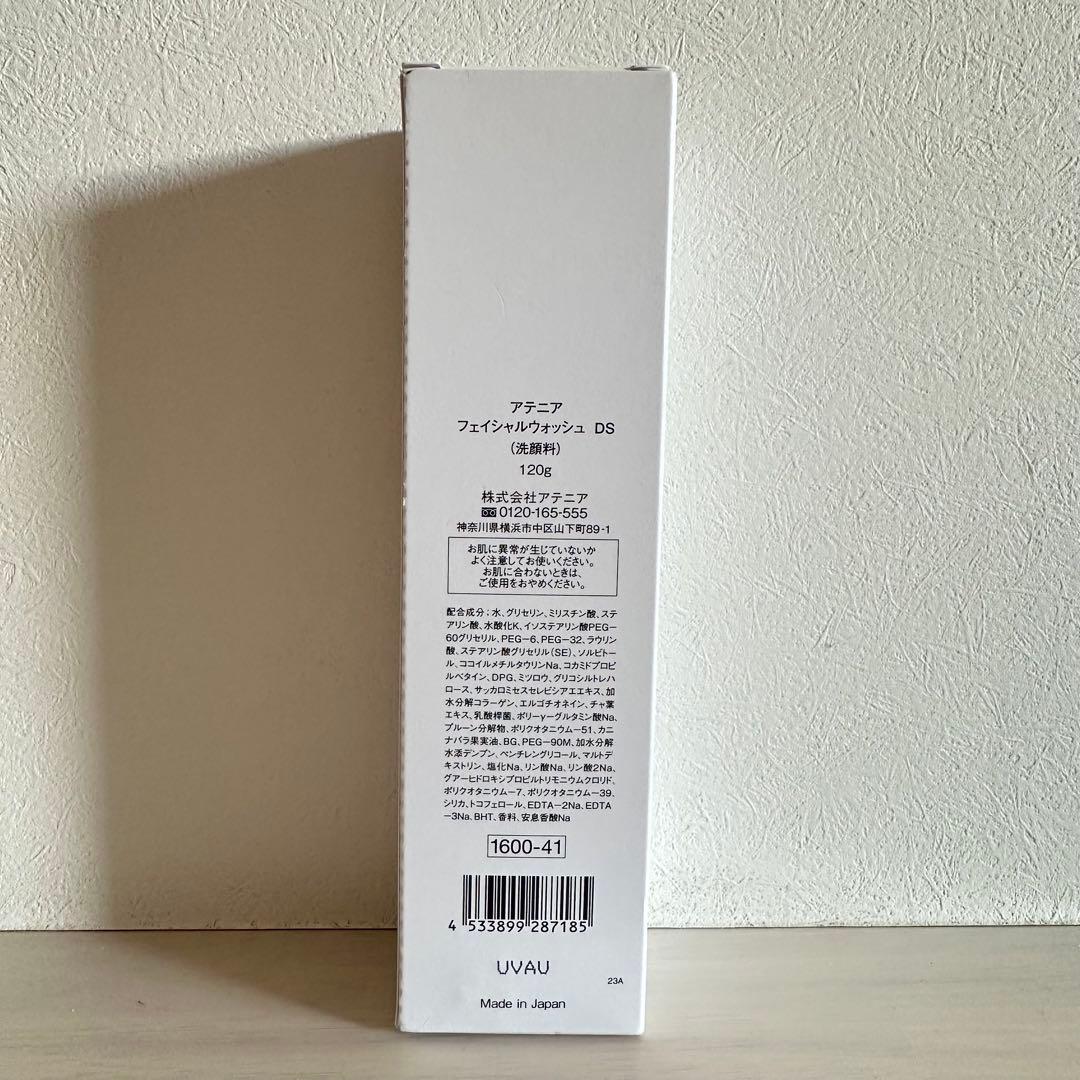 アテニア
フェイシャルウォッシュ DS
(洗顔料)
120g
株式会社アテニア
0120-165-555
神奈川県横浜市中区山下町89-1
お肌に異常が生じていないか
よく注意してお使いください。
お肌に合わないときは、
ご使用をおやめください。
配合成分:水、グリセリン、ミリスチン酸、ステ
アリン酸、水酸化K、イソステアリン酸PEG-
60グリセリル、PEG-6、PEG-32、ラウリン
酸、ステアリン酸グリセリル(SE)、ソルビトー
ル、ココイルメチルタウリンNa、コカミドプロピ
ルベタイン、DPG、ミツロウ、グリコシルトレハ
ロース、サッカロミセスセレビシアエエキス、加
水分解コラーゲン、エルゴチオネイン、チャ葉
エキス、乳酸桿菌、ポリ-γ-グルタミン酸Na、
プルーン分解物、ポリクオタニウム-51、カニ
ナバラ果実油、BG、PEG-90M、加水分解
水添デンプン、ペンチレングリコール、マルトデ
キストリン、塩化Na、リン酸Na、リン酸2Na、
グアーヒドロキシプロピルトリモニウムクロリド、
ポリクオタニウム-7、ポリクオタニウム-39、
シリカ、トコフェロール、EDTA-2Na、EDTA
-3Na、BHT、香料、安息香酸Na
1600-41
4 533899 287185
UVAU
23A
Made in Japan